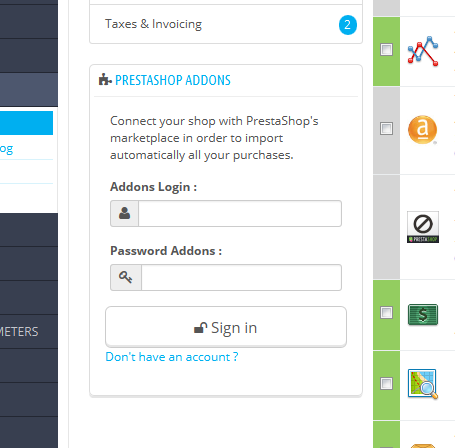 Taxes & Invoicing
2
PRESTASHOP ADDONS
Connect your shop with PrestaShop's
marketplace in order to import
automatically all your purchases.
Addons Login :
Password Addons :
Sign in
Don't have an account ?
og
METERS
a
PRESTASHOP
$